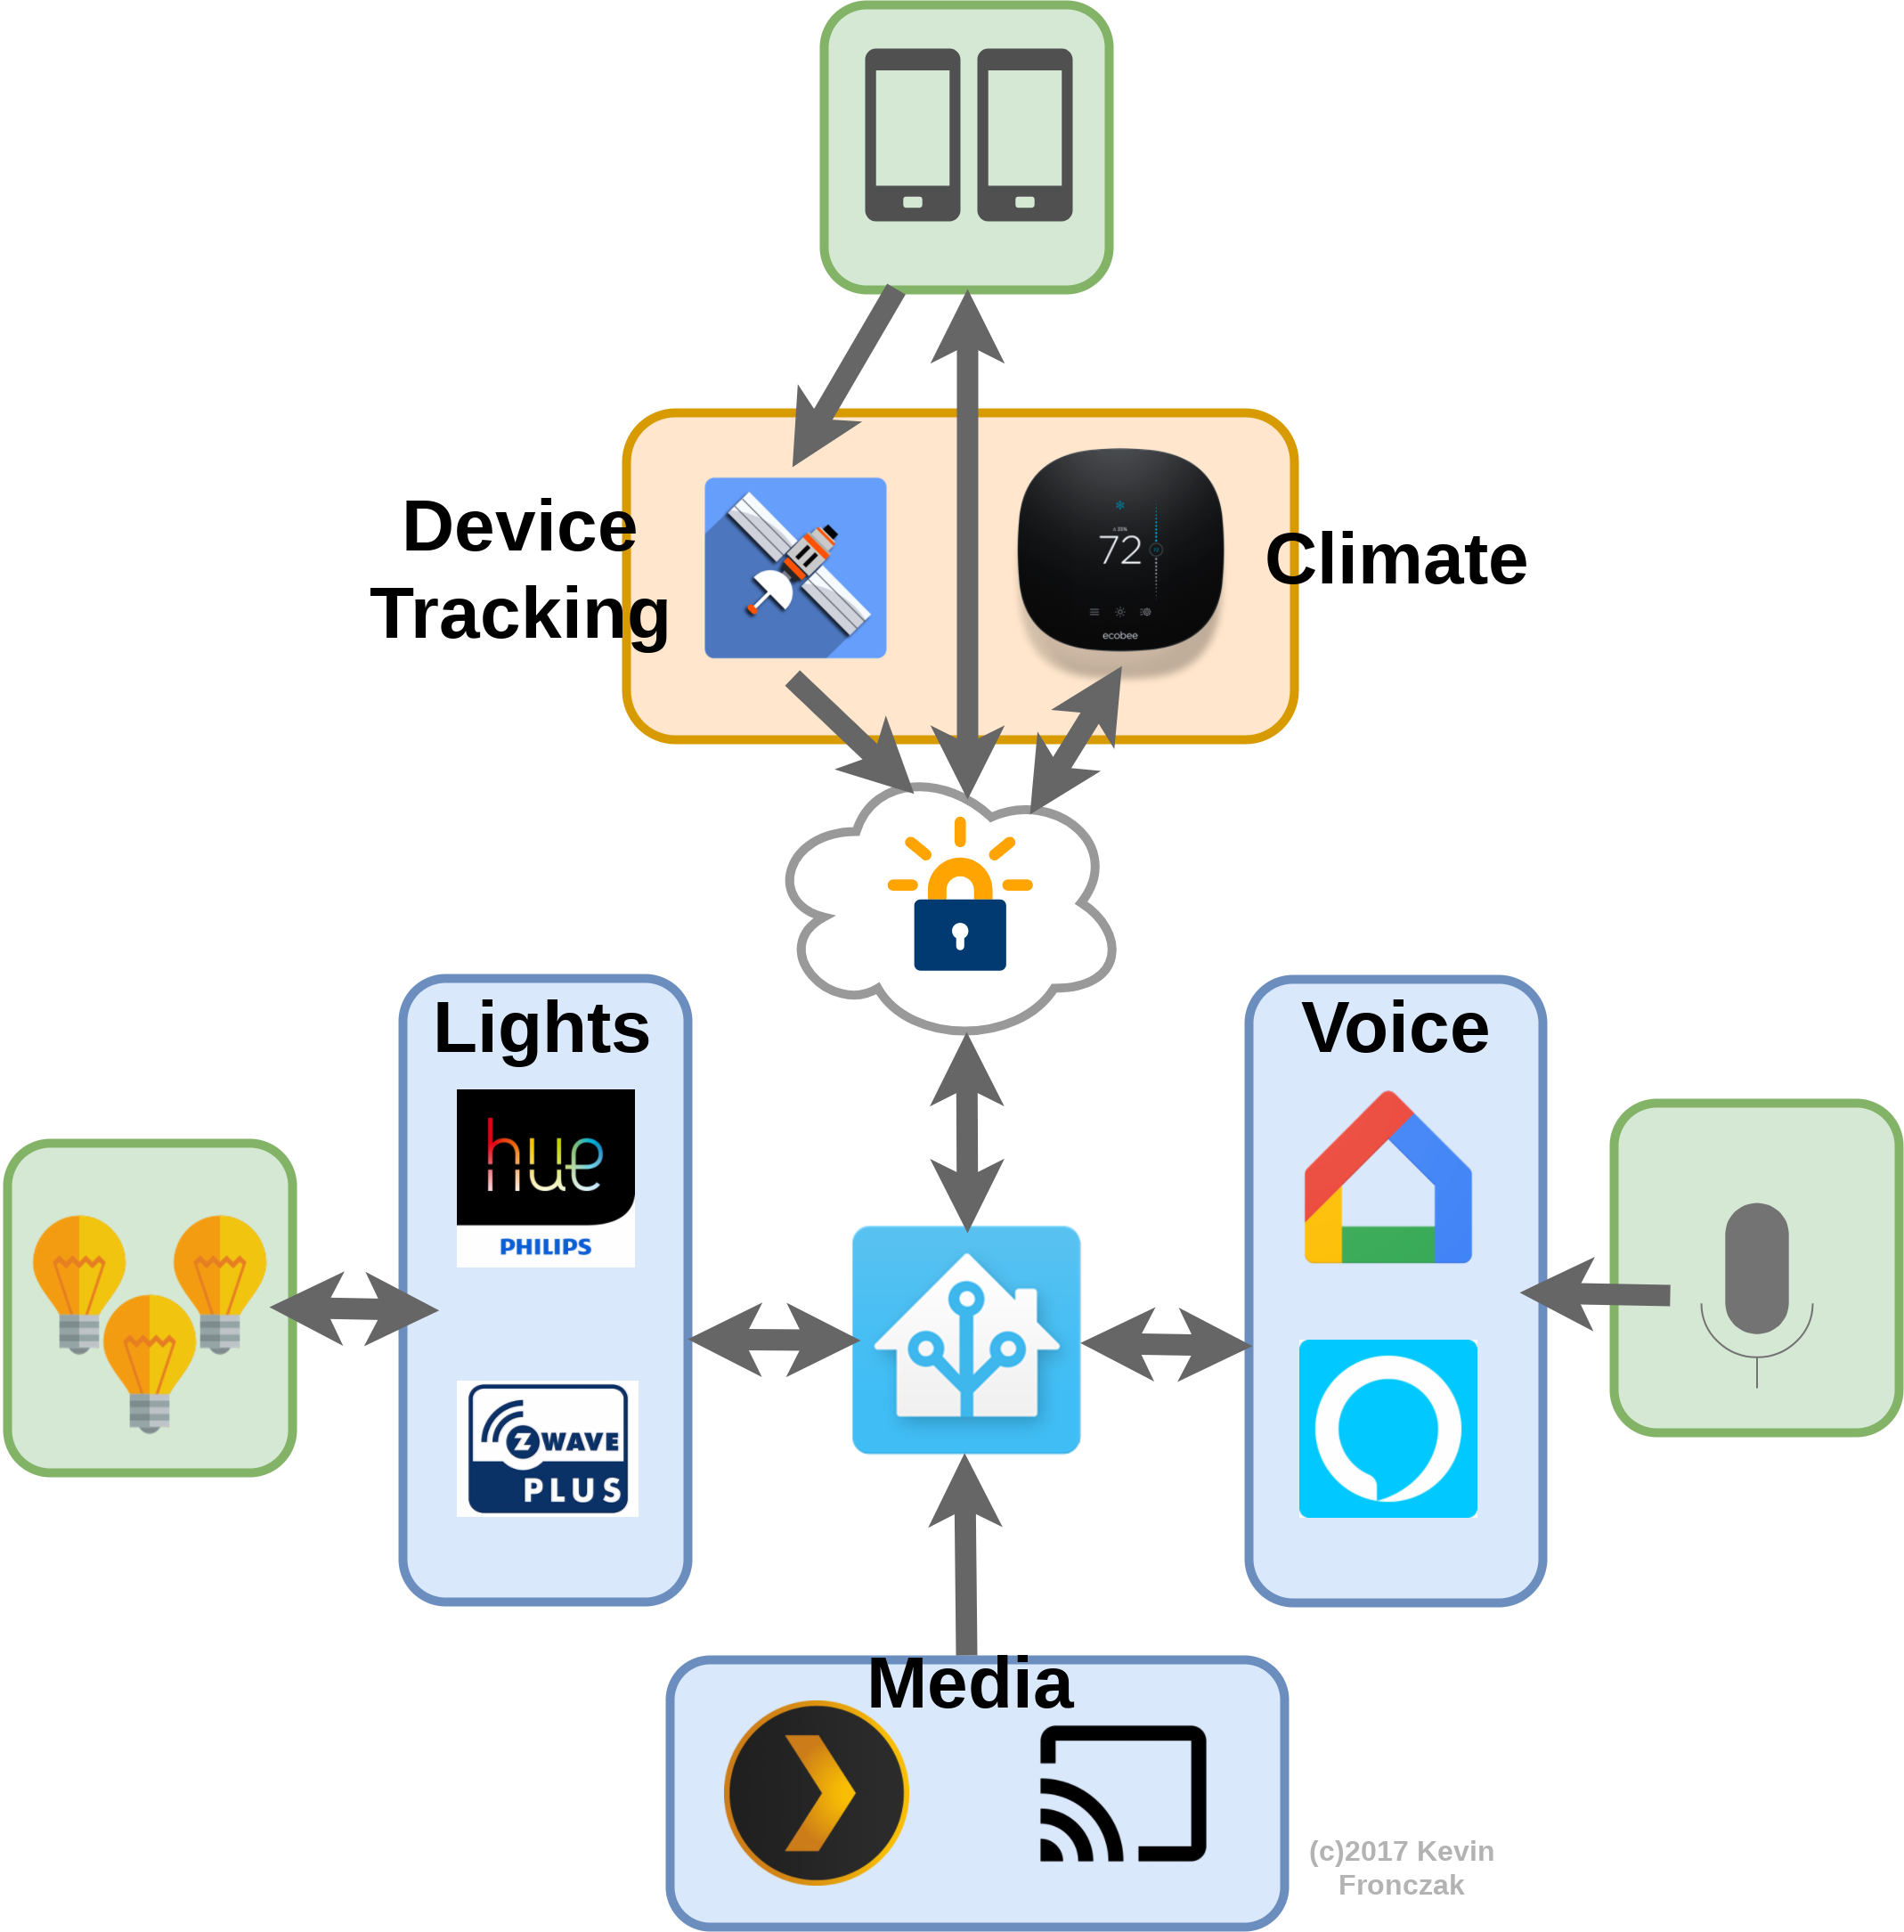 Device
Tracking
72
ecobee
Climate
Lights
hue
PHILIPS
Z WAVE
PLUS
Voice
Media
(c)2017 Kevin
Fronczak